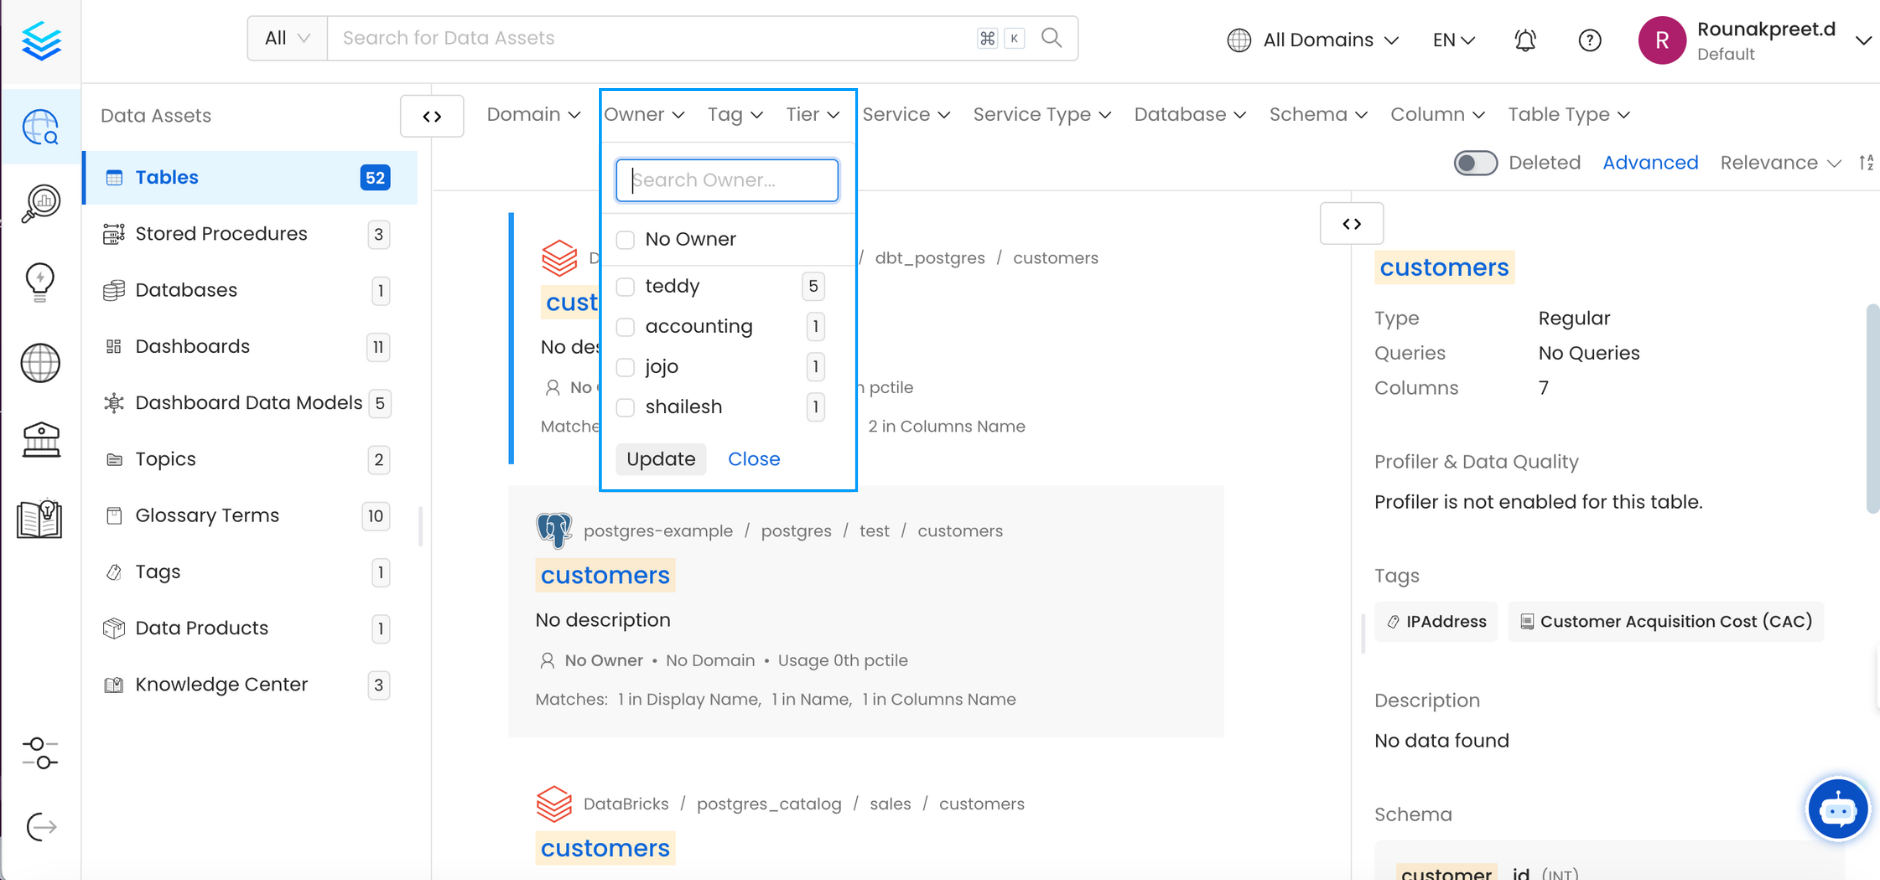 All
Search for Data Assets
⌘ K
All Domains
EN
R
Rounakpreet.d
Default
Data Assets
Tables 52
Stored Procedures 3
Databases 1
Dashboards 11
Dashboard Data Models 5
Topics 2
Glossary Terms 10
Tags 1
Data Products 1
Knowledge Center 3
Domain Owner Tag Tier Service Service Type Database Schema Column Table Type
Deleted Advanced Relevance
Search Owner...
No Owner
teddy 5
accounting 1
jojo 1
shailesh 1
Update Close
D / dbt_postgres / customers
cust
No des
No pctile
Matche 2 in Columns Name
postgres-example / postgres / test / customers
customers
No description
No Owner • No Domain • Usage 0th pctile
Matches: 1 in Display Name, 1 in Name, 1 in Columns Name
DataBricks / postgres_catalog / sales / customers
customers
customers
Type Regular
Queries No Queries
Columns 7
Profiler & Data Quality
Profiler is not enabled for this table.
Tags
IPAddress
Customer Acquisition Cost (CAC)
Description
No data found
Schema
customer_id (INT)